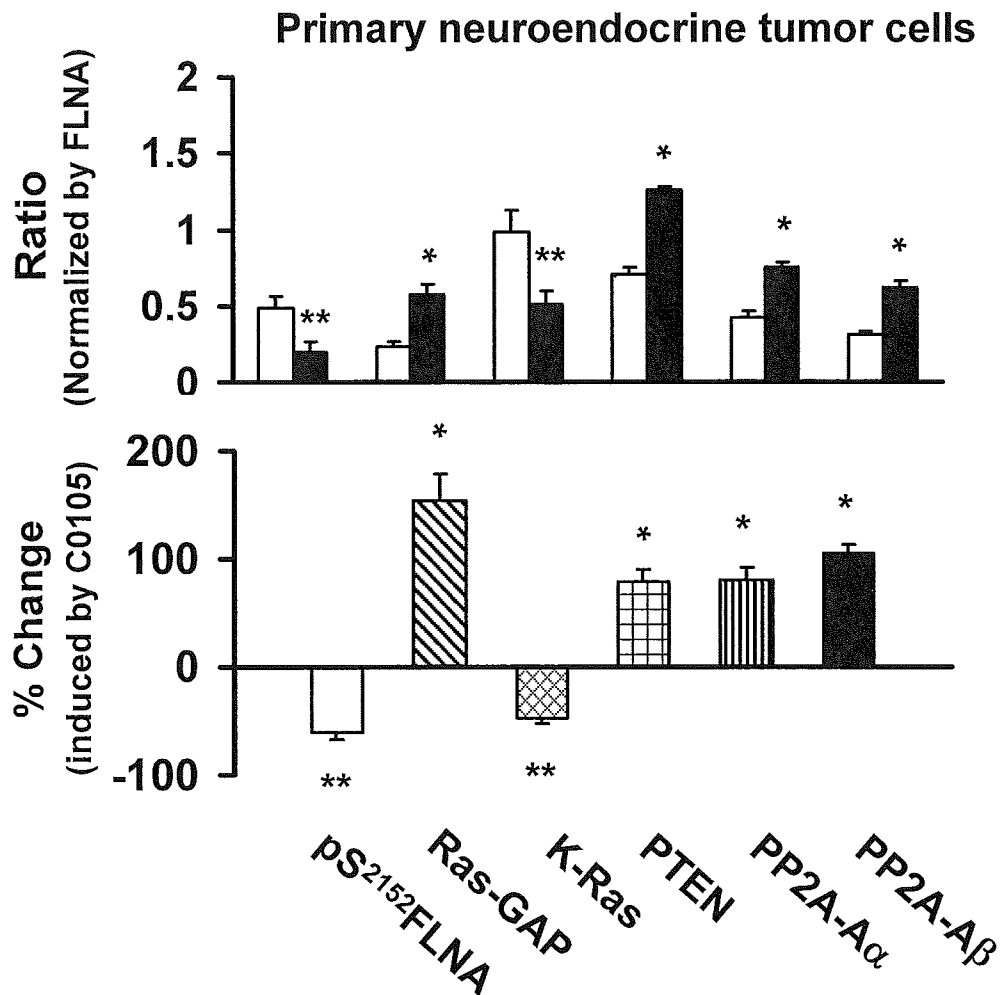 Primary neuroendocrine tumor cells
Ratio
(Normalized by FLNA)
2
1.5
1
0.5
0
**
*
**
*
*
*
% Change
(induced by C0105)
200
100
0
-100
**
*
**
*
*
*
pS²¹⁵²FLNA
Ras-GAP
K-Ras
PTEN
PP2A-Aα
PP2A-Aβ